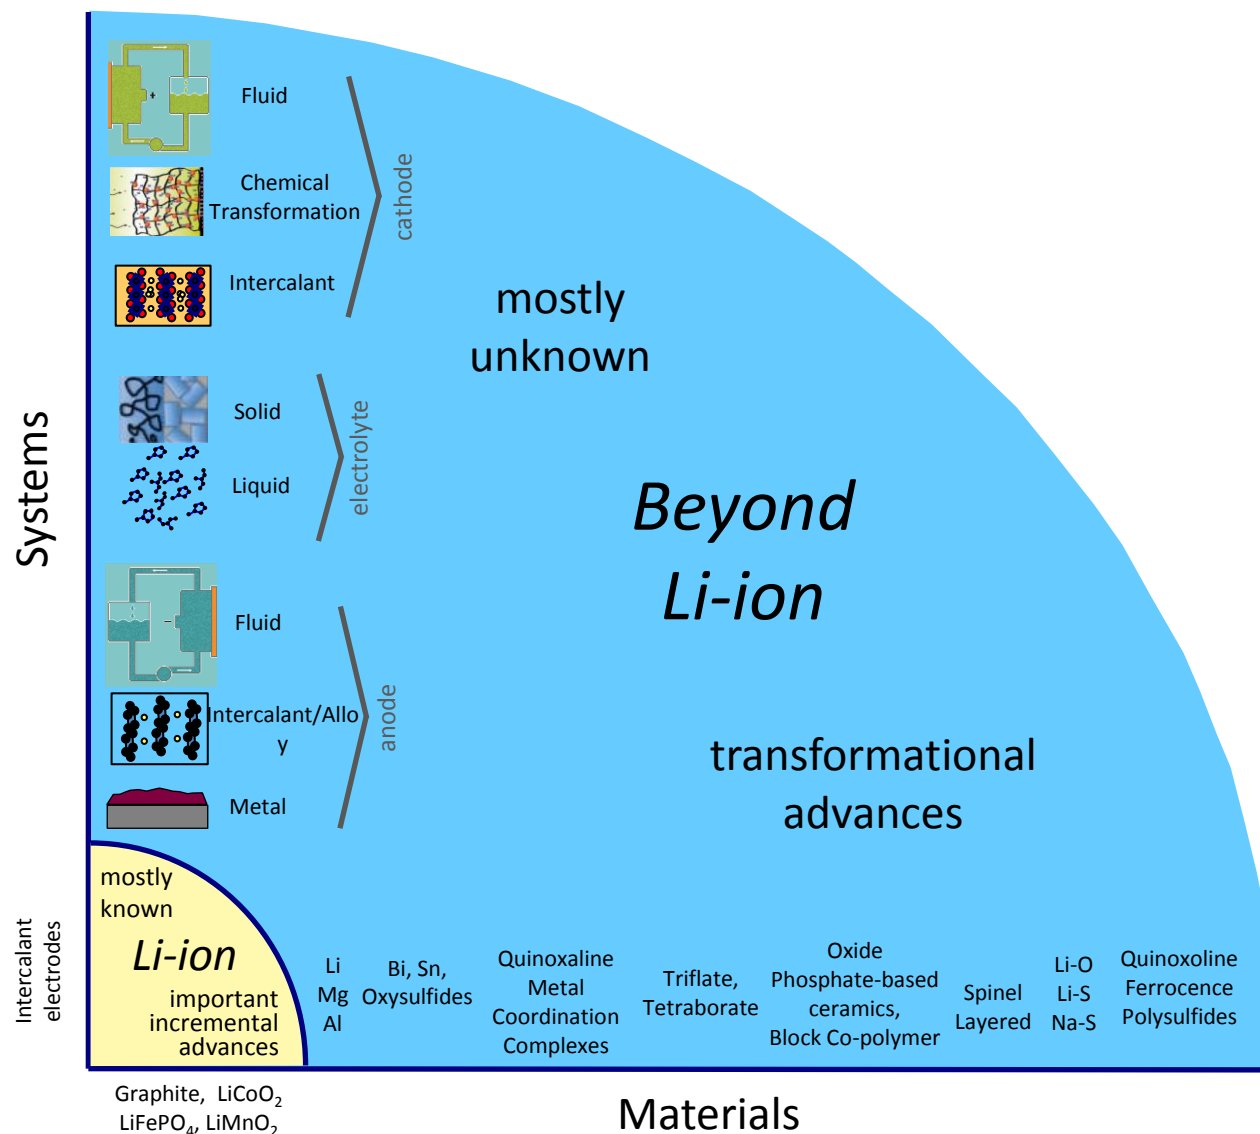 Fluid
Chemical
Transformation
Intercalant
cathode
mostly
unknown
Solid
Liquid
electrolyte
Beyond
Li-ion
Systems
+
−
Fluid
Intercalant/Allo
y
Metal
anode
transformational
advances
mostly
known
Li-ion
important
incremental
advances
Intercalant
electrodes
Li
Mg
Al
Bi, Sn,
Oxysulfides
Quinoxaline
Metal
Coordination
Complexes
Triflate,
Tetraborate
Oxide
Phosphate-based
ceramics,
Block Co-polymer
Spinel
Layered
Li-O
Li-S
Na-S
Quinoxoline
Ferrocence
Polysulfides
Graphite, LiCoO₂
LiFePO₄, LiMnO₂
Materials